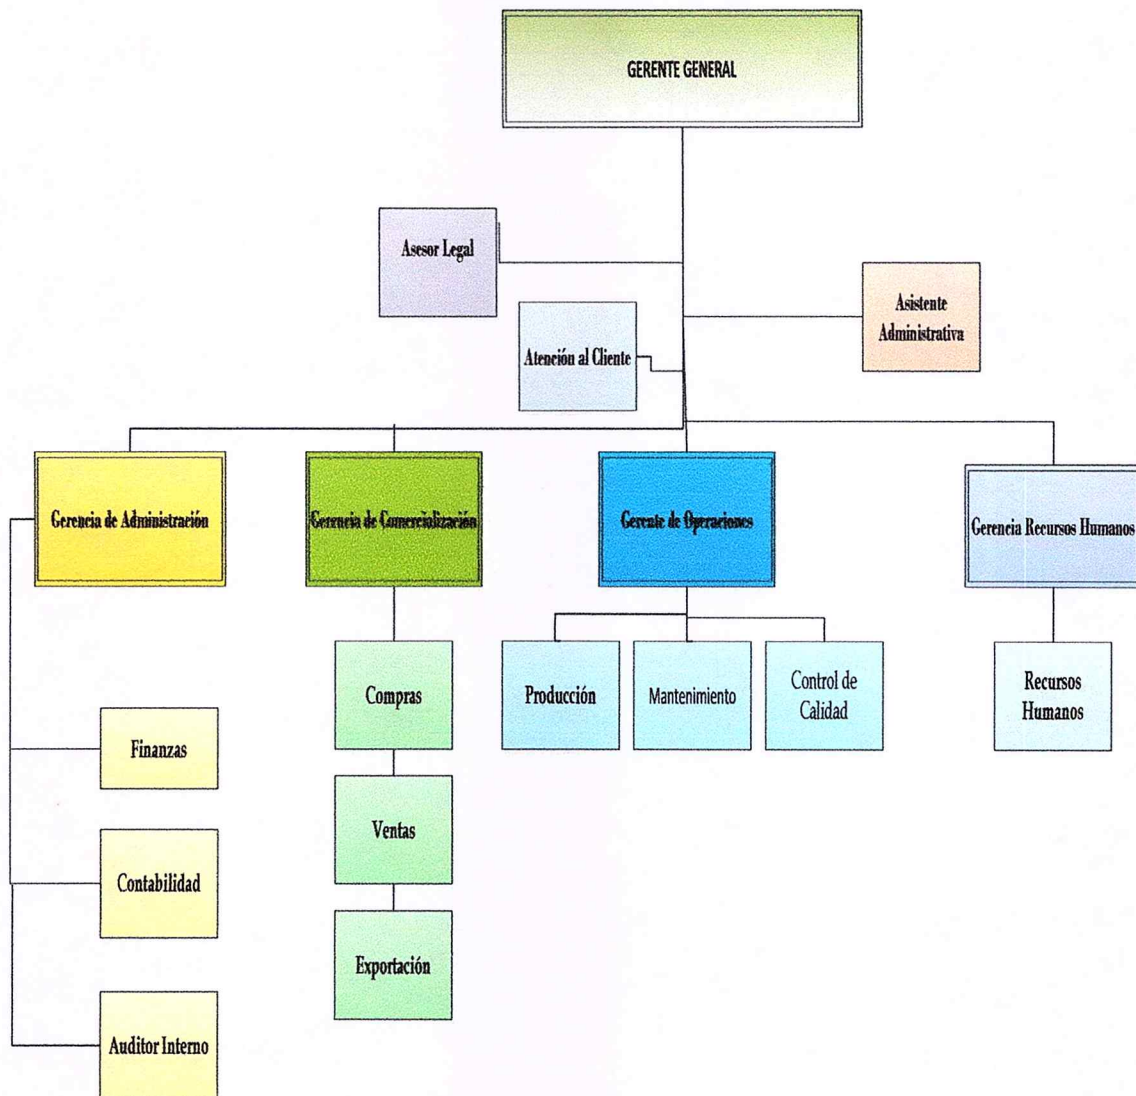 GERENTE GENERAL
Asesor Legal
Asistente
Administrativa
Atención al Cliente
Gerencia de Administración
Gerencia de Comercialización
Gerente de Operaciones
Gerencia Recursos Humanos
Compras
Producción
Mantenimiento
Control de
Calidad
Recursos
Humanos
Finanzas
Ventas
Contabilidad
Exportación
Auditor Interno